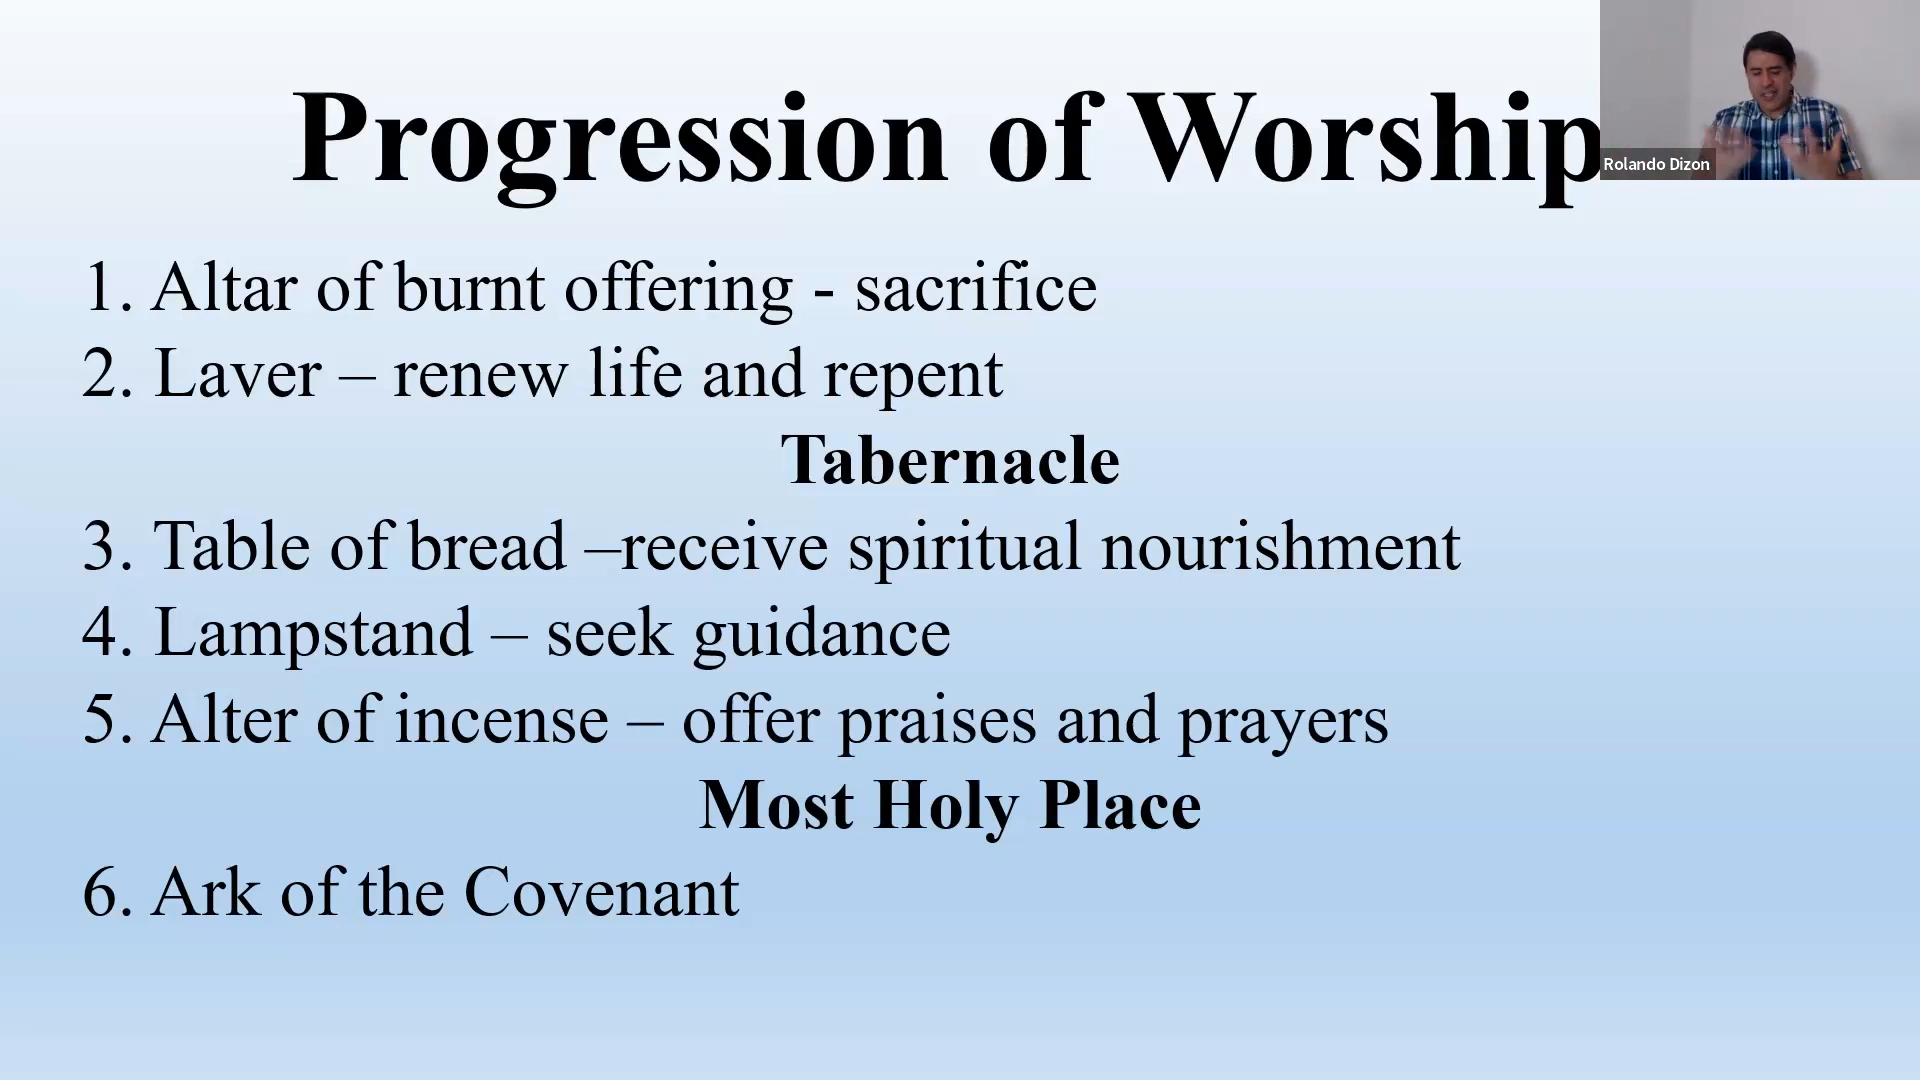 Progression of Worship
Rolando Dizon
1. Altar of burnt offering - sacrifice
2. Laver – renew life and repent
Tabernacle
3. Table of bread –receive spiritual nourishment
4. Lampstand – seek guidance
5. Alter of incense – offer praises and prayers
Most Holy Place
6. Ark of the Covenant